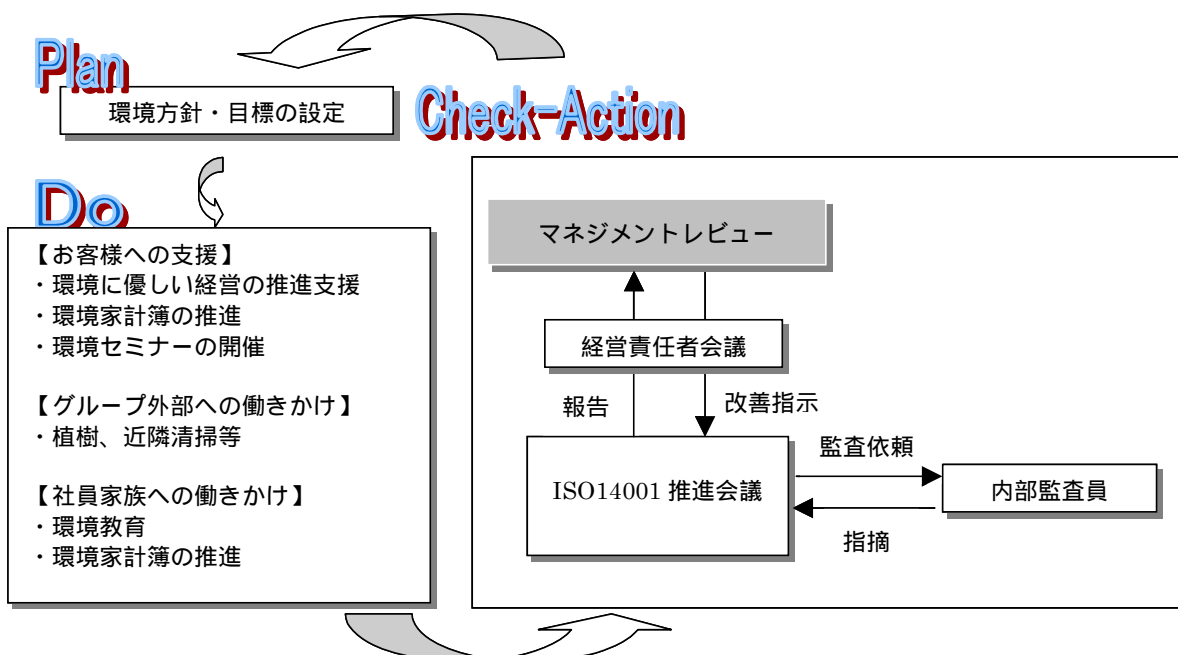 Plan
環境方針・目標の設定
Check-Action
Do
【お客様への支援】
・環境に優しい経営の推進支援
・環境家計簿の推進
・環境セミナーの開催
【グループ外部への働きかけ】
・植樹、近隣清掃等
【社員家族への働きかけ】
・環境教育
・環境家計簿の推進
マネジメントレビュー
経営責任者会議
報告
改善指示
ISO14001 推進会議
監査依頼
内部監査員
指摘